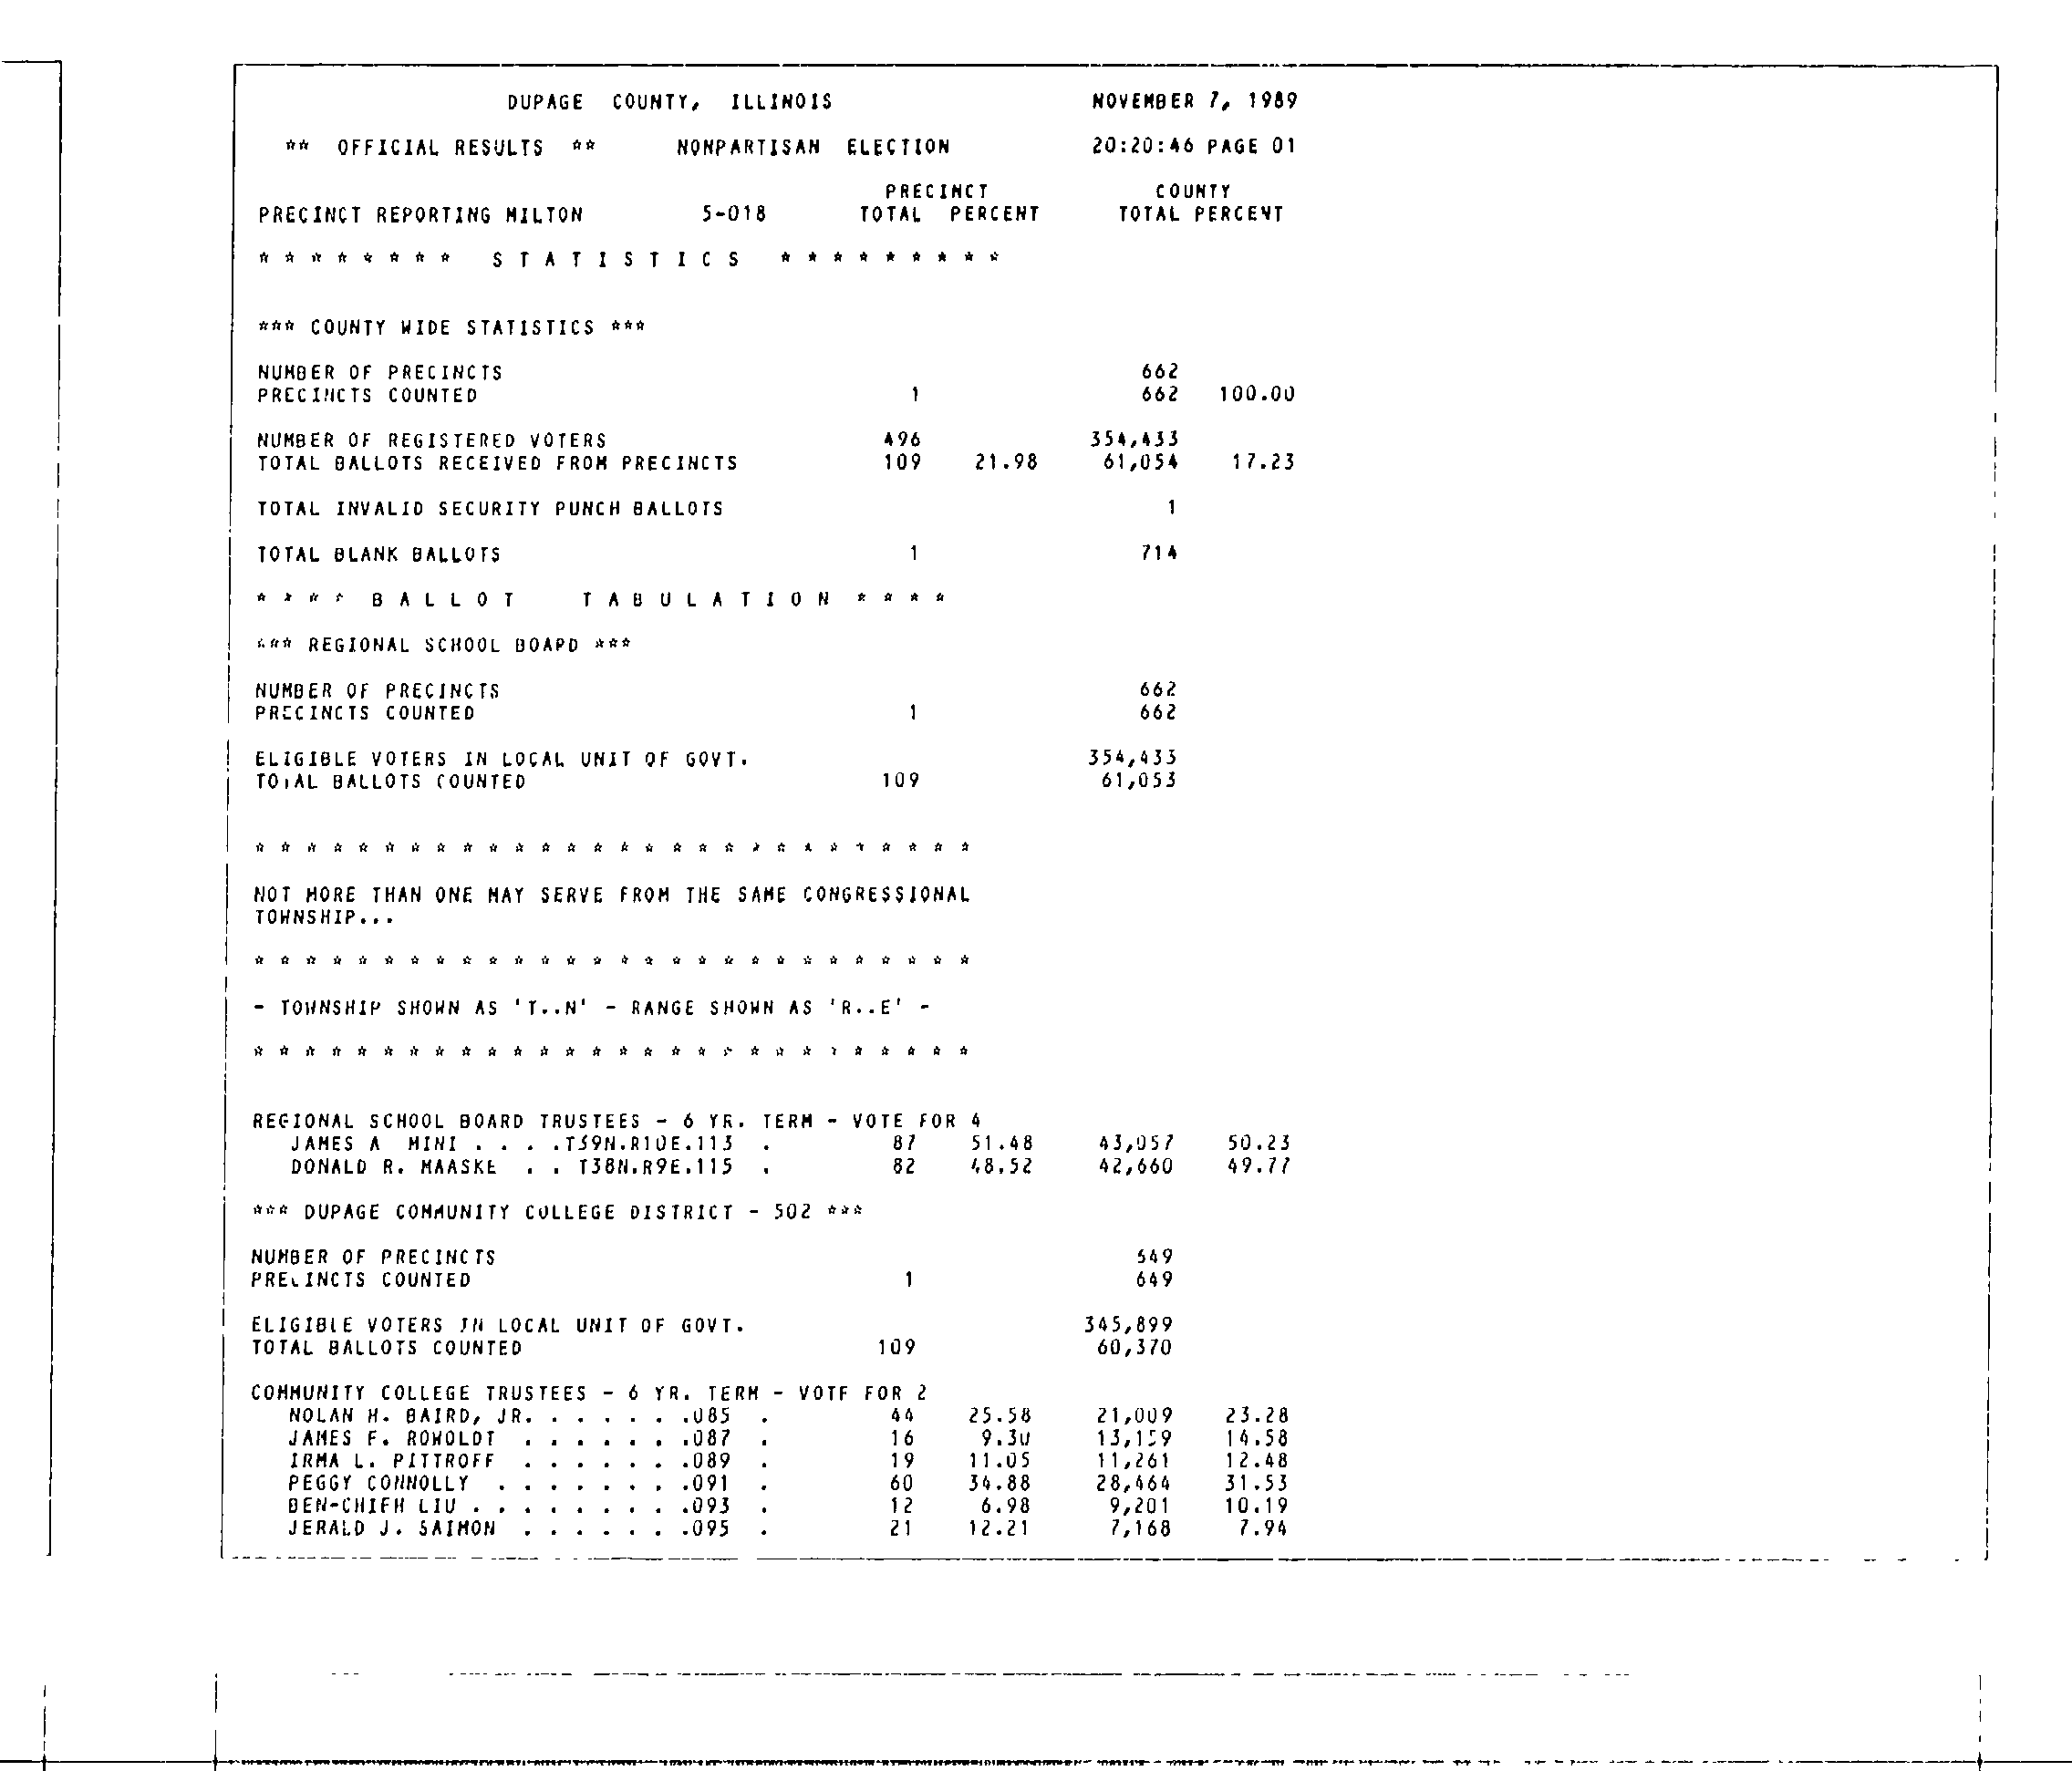 DUPAGE COUNTY, ILLINOIS NOVEMBER 7, 1989
** OFFICIAL RESULTS ** NONPARTISAN ELECTION 20:20:46 PAGE 01
PRECINCT COUNTY
PRECINCT REPORTING MILTON 5-018 TOTAL PERCENT TOTAL PERCENT
* * * * * * * * S T A T I S T I C S * * * * * * * * *
*** COUNTY WIDE STATISTICS ***
NUMBER OF PRECINCTS 662
PRECINCTS COUNTED 1 662 100.00
NUMBER OF REGISTERED VOTERS 496 354,433
TOTAL BALLOTS RECEIVED FROM PRECINCTS 109 21.98 61,054 17.23
TOTAL INVALID SECURITY PUNCH BALLOTS 1
TOTAL BLANK BALLOTS 1 714
* * * * B A L L O T T A B U L A T I O N * * * *
*** REGIONAL SCHOOL BOARD ***
NUMBER OF PRECINCTS 662
PRECINCTS COUNTED 1 662
ELIGIBLE VOTERS IN LOCAL UNIT OF GOVT. 354,433
TOTAL BALLOTS COUNTED 109 61,053
* * * * * * * * * * * * * * * * * * * * * * * * * * * *
NOT MORE THAN ONE MAY SERVE FROM THE SAME CONGRESSIONAL
TOWNSHIP...
* * * * * * * * * * * * * * * * * * * * * * * * * * * *
- TOWNSHIP SHOWN AS 'T..N' - RANGE SHOWN AS 'R..E' -
* * * * * * * * * * * * * * * * * * * * * * * * * * * *
REGIONAL SCHOOL BOARD TRUSTEES - 6 YR. TERM - VOTE FOR 4
JAMES A MINI . . . .T39N.R10E.113 . 87 51.48 43,057 50.23
DONALD R. MAASKE . . T38N.R9E.115 . 82 48.52 42,660 49.77
*** DUPAGE COMMUNITY COLLEGE DISTRICT - 502 ***
NUMBER OF PRECINCTS 649
PRECINCTS COUNTED 1 649
ELIGIBLE VOTERS IN LOCAL UNIT OF GOVT. 345,899
TOTAL BALLOTS COUNTED 109 60,370
COMMUNITY COLLEGE TRUSTEES - 6 YR. TERM - VOTE FOR 2
NOLAN H. BAIRD, JR. . . . . . .085 . 44 25.58 21,009 23.28
JAMES F. ROWOLDT . . . . . . .087 . 16 9.30 13,159 14.58
IRMA L. PITTROFF . . . . . . .089 . 19 11.05 11,261 12.48
PEGGY CONNOLLY . . . . . . . .091 . 60 34.88 28,464 31.53
BEN-CHIEH LIU . . . . . . . . .093 . 12 6.98 9,201 10.19
JERALD J. SAIMON . . . . . . .095 . 21 12.21 7,168 7.94